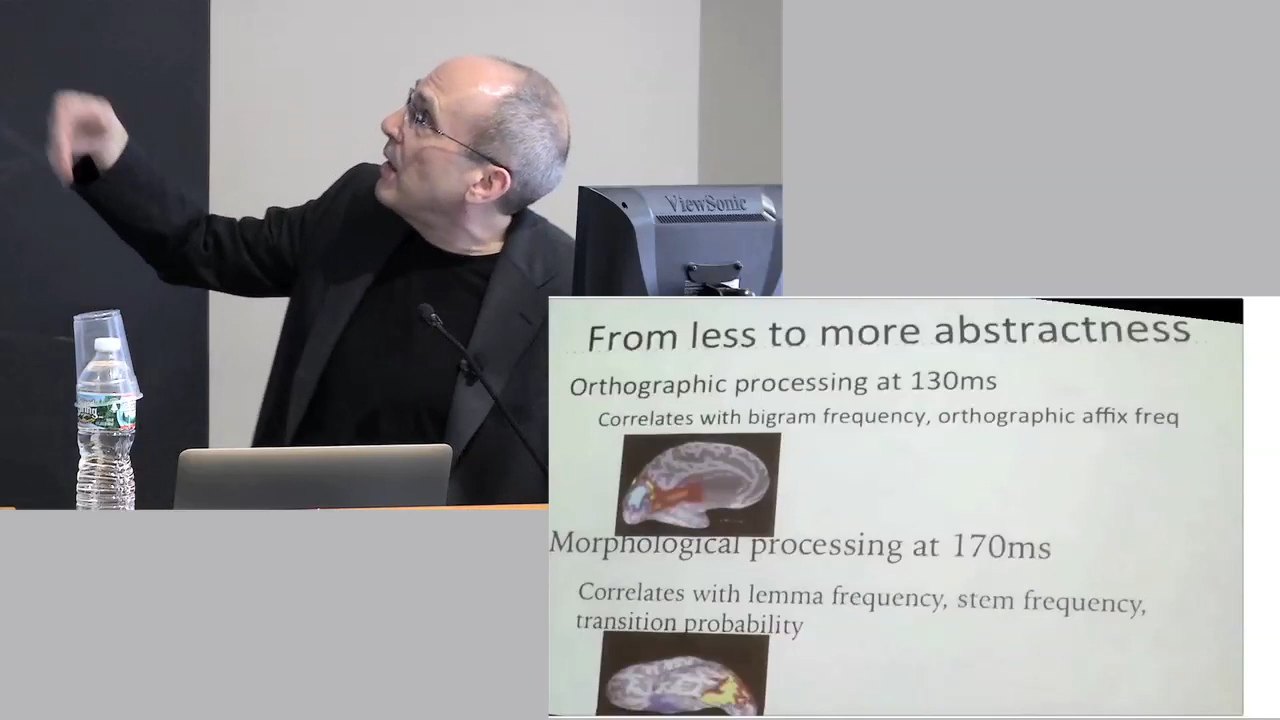 ViewSonic
From less to more abstractness
Orthographic processing at 130ms
Correlates with bigram frequency, orthographic affix freq
Morphological processing at 170ms
Correlates with lemma frequency, stem frequency,
transition probability